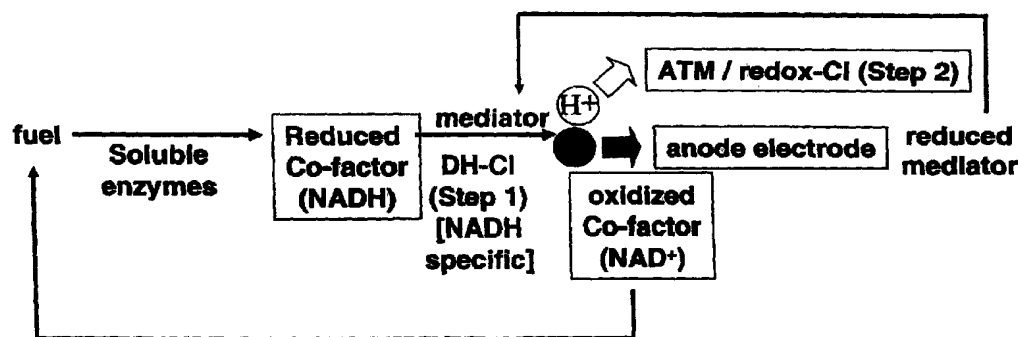 fuel
Soluble
enzymes
Reduced
Co-factor
(NADH)
mediator
DH-CI
(Step 1)
[NADH
specific]
H+
ATM / redox-CI (Step 2)
anode electrode
reduced
mediator
oxidized
Co-factor
(NAD+)